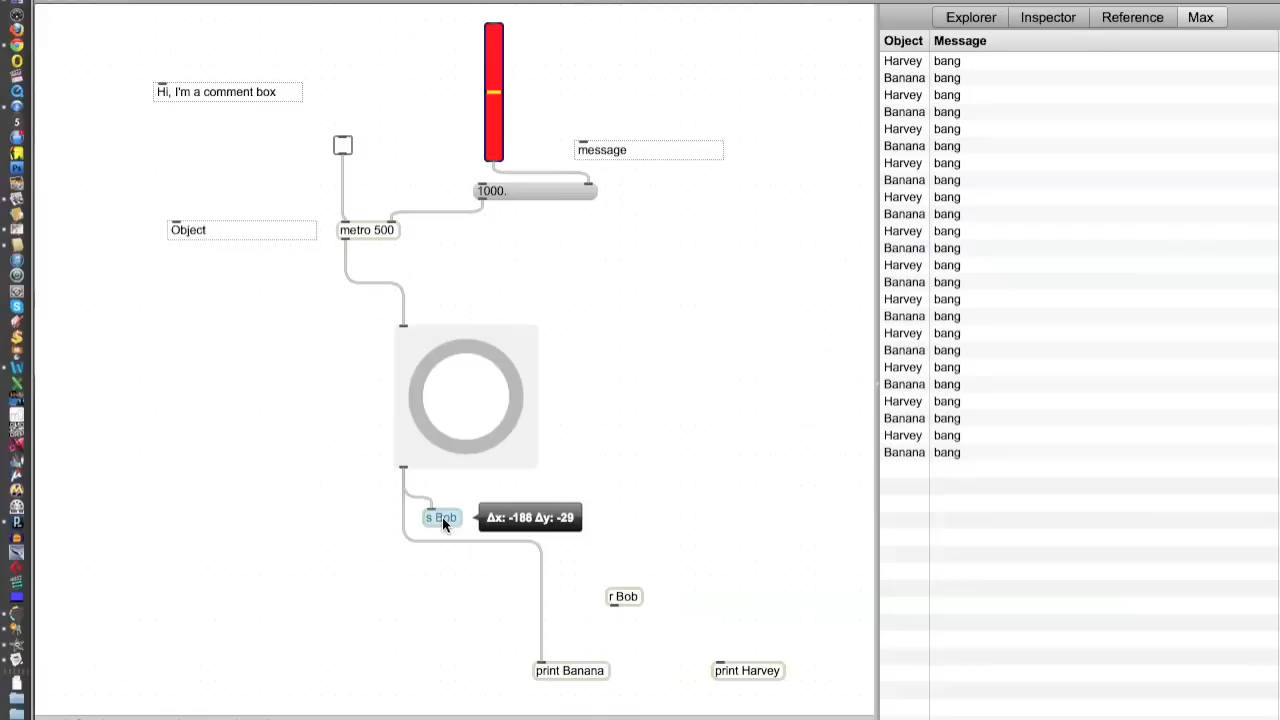 Explorer
Inspector
Reference
Max
Object Message
Harvey bang
Banana bang
Harvey bang
Banana bang
Harvey bang
Banana bang
Harvey bang
Banana bang
Harvey bang
Banana bang
Harvey bang
Banana bang
Harvey bang
Banana bang
Harvey bang
Banana bang
Harvey bang
Banana bang
Harvey bang
Banana bang
Harvey bang
Banana bang
Harvey bang
Banana bang
Hi, I'm a comment box
message
1000.
Object
metro 500
s Bob
Δx: -188 Δy: -29
r Bob
print Banana
print Harvey